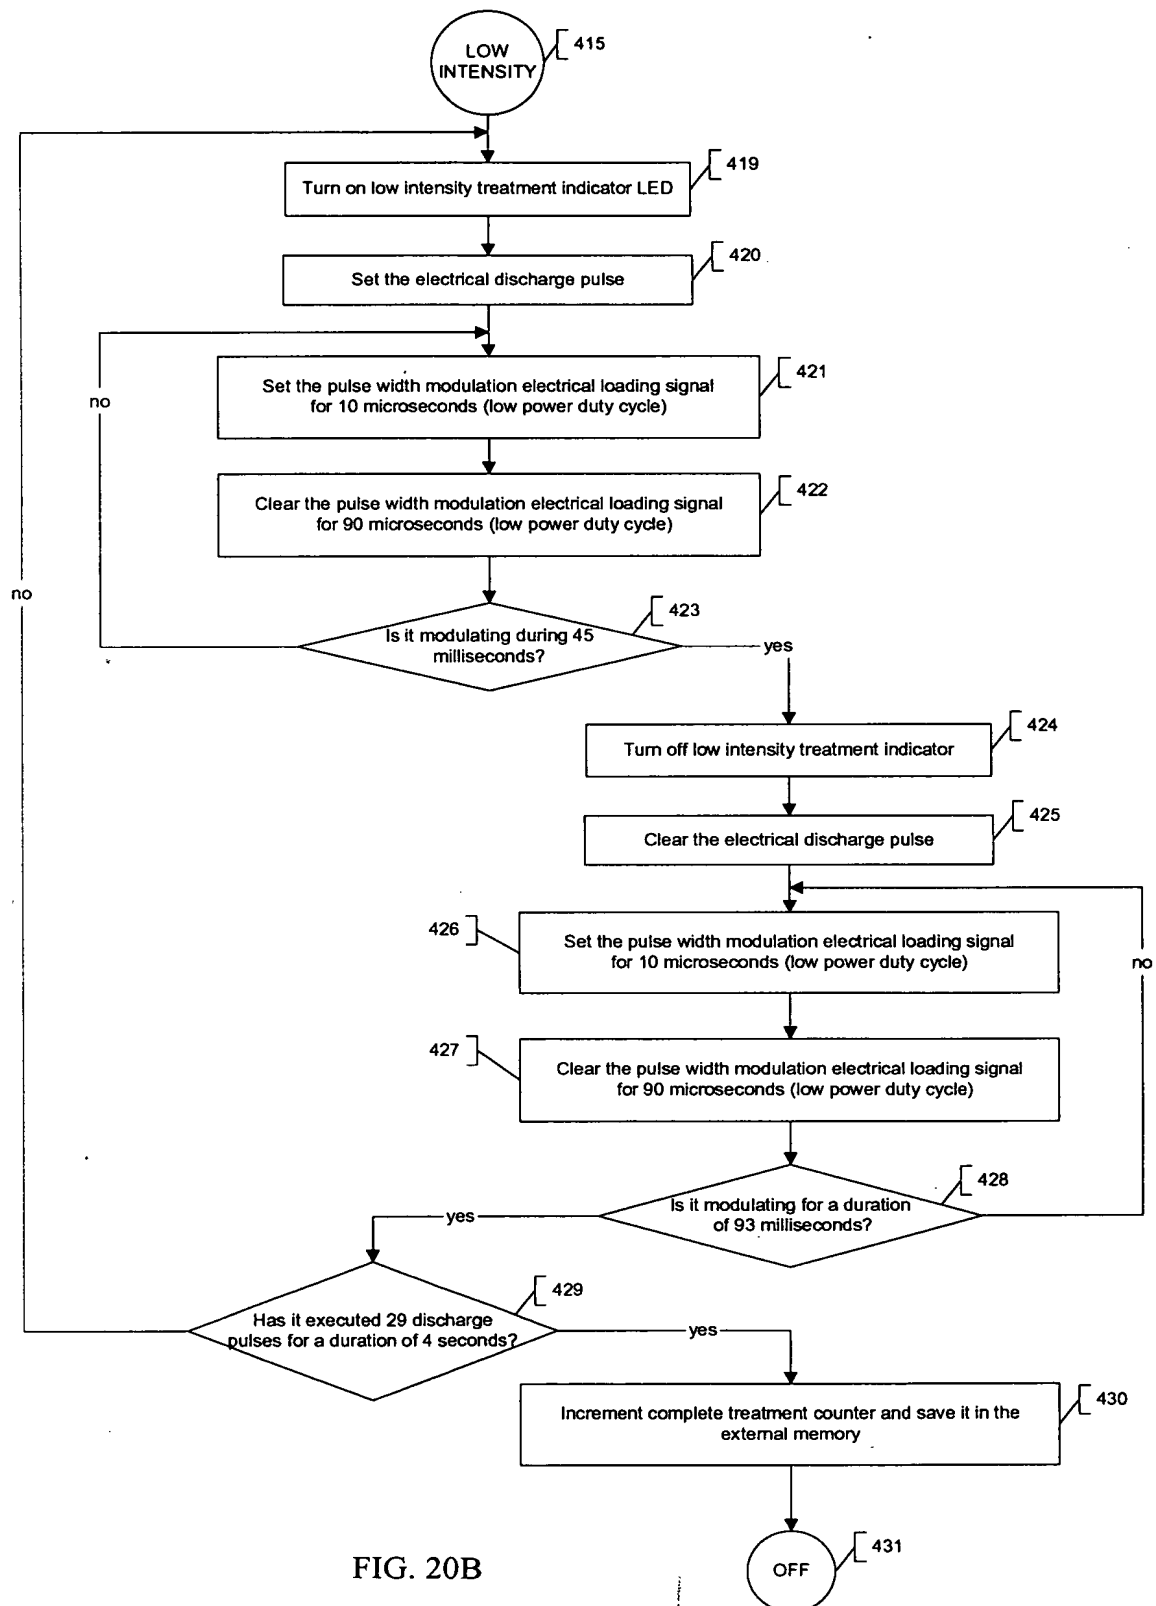 LOW
INTENSITY
415
419
Turn on low intensity treatment indicator LED
420
Set the electrical discharge pulse
421
Set the pulse width modulation electrical loading signal
for 10 microseconds (low power duty cycle)
no
422
Clear the pulse width modulation electrical loading signal
for 90 microseconds (low power duty cycle)
no
423
Is it modulating during 45
milliseconds?
yes
424
Turn off low intensity treatment indicator
425
Clear the electrical discharge pulse
426
Set the pulse width modulation electrical loading signal
for 10 microseconds (low power duty cycle)
no
427
Clear the pulse width modulation electrical loading signal
for 90 microseconds (low power duty cycle)
428
Is it modulating for a duration
of 93 milliseconds?
yes
429
Has it executed 29 discharge
pulses for a duration of 4 seconds?
yes
430
Increment complete treatment counter and save it in the
external memory
431
OFF
FIG. 20B